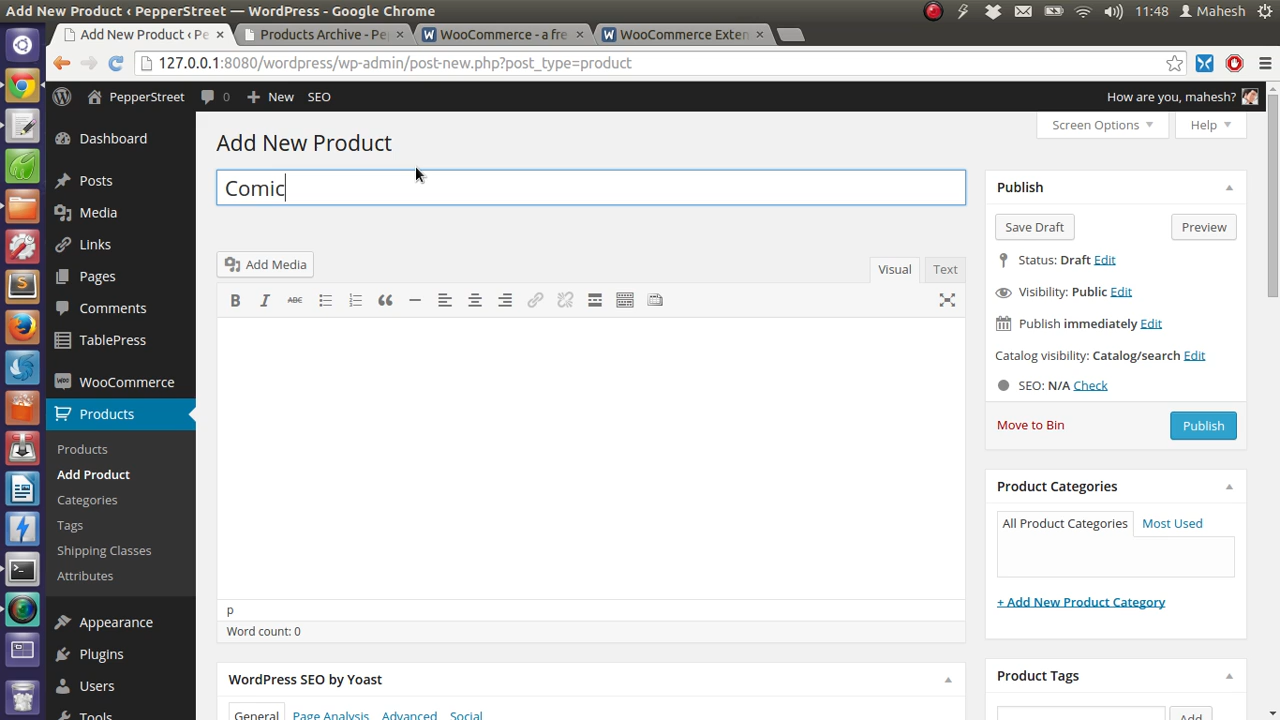 Add New Product ‹ PepperStreet — WordPress - Google Chrome
11:48 Mahesh
Add New Product ‹ Pe × Products Archive - Pe × WooCommerce - a fre × WooCommerce Exten ×
127.0.0.1:8080/wordpress/wp-admin/post-new.php?post_type=product
PepperStreet 0 + New SEO How are you, mahesh?
Screen Options Help
Add New Product
Comic
Dashboard
Posts
Media
Links
Pages
Comments
TablePress
WooCommerce
Products
Products
Add Product
Categories
Tags
Shipping Classes
Attributes
Appearance
Plugins
Users
Tools
Add Media
Visual Text
B I ABC
p
Word count: 0
WordPress SEO by Yoast
General Page Analysis Advanced Social
Publish
Save Draft Preview
Status: Draft Edit
Visibility: Public Edit
Publish immediately Edit
Catalog visibility: Catalog/search Edit
SEO: N/A Check
Move to Bin Publish
Product Categories
All Product Categories Most Used
+ Add New Product Category
Product Tags
Add